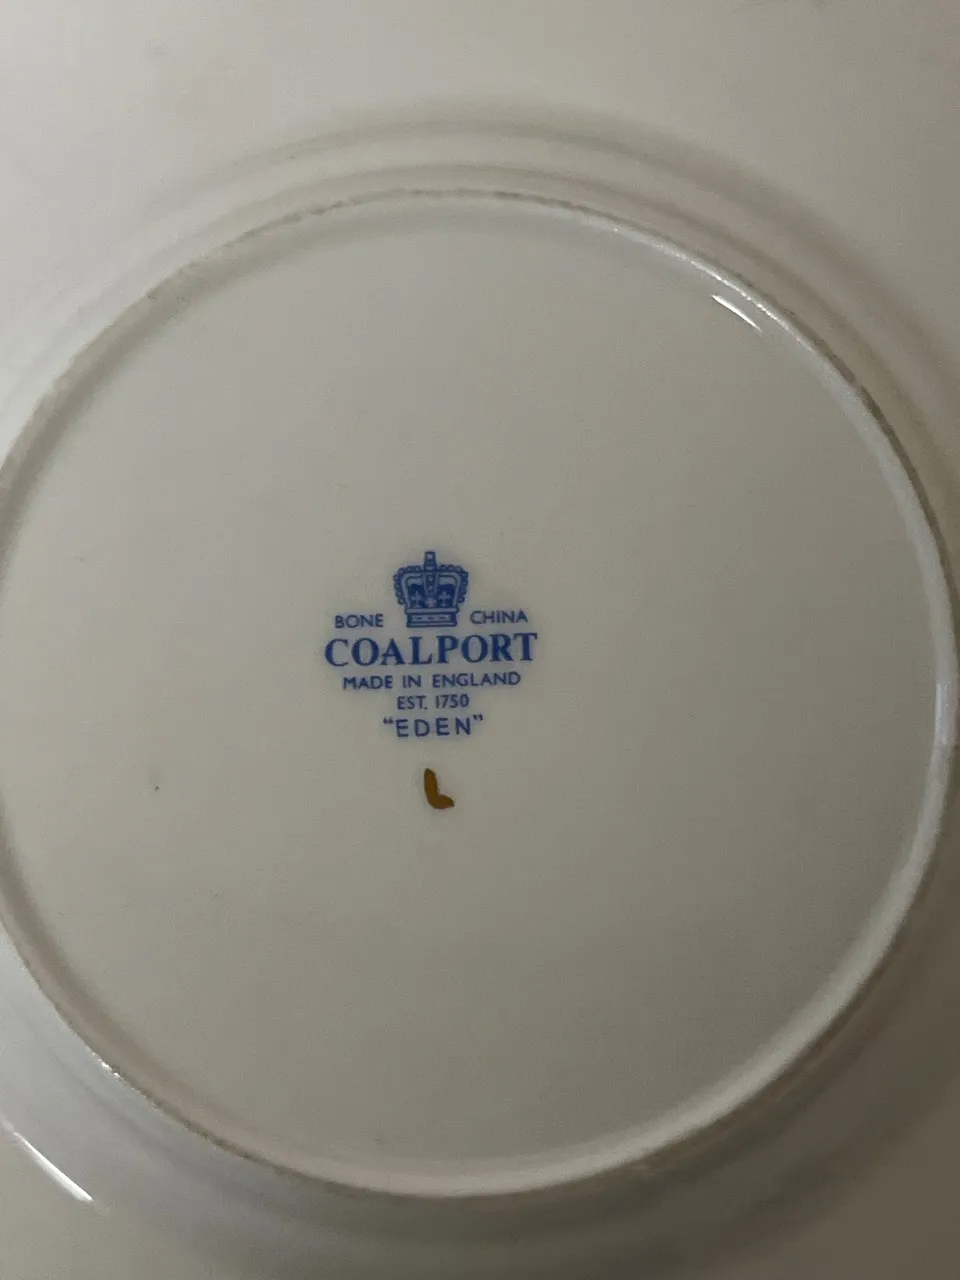 BONE CHINA
COALPORT
MADE IN ENGLAND
EST. 1750
"EDEN"
L